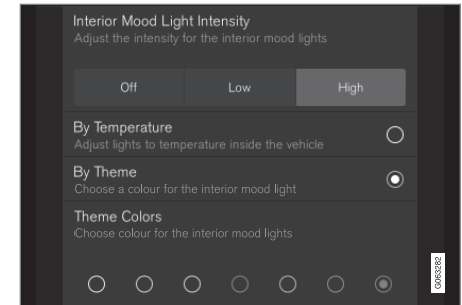 Interior Mood Light Intensity
Adjust the intensity for the interior mood lights
Off Low High
By Temperature
Adjust lights to temperature inside the vehicle
By Theme
Choose a colour for the interior mood light
Theme Colors
Choose colour for the interior mood lights
G063282